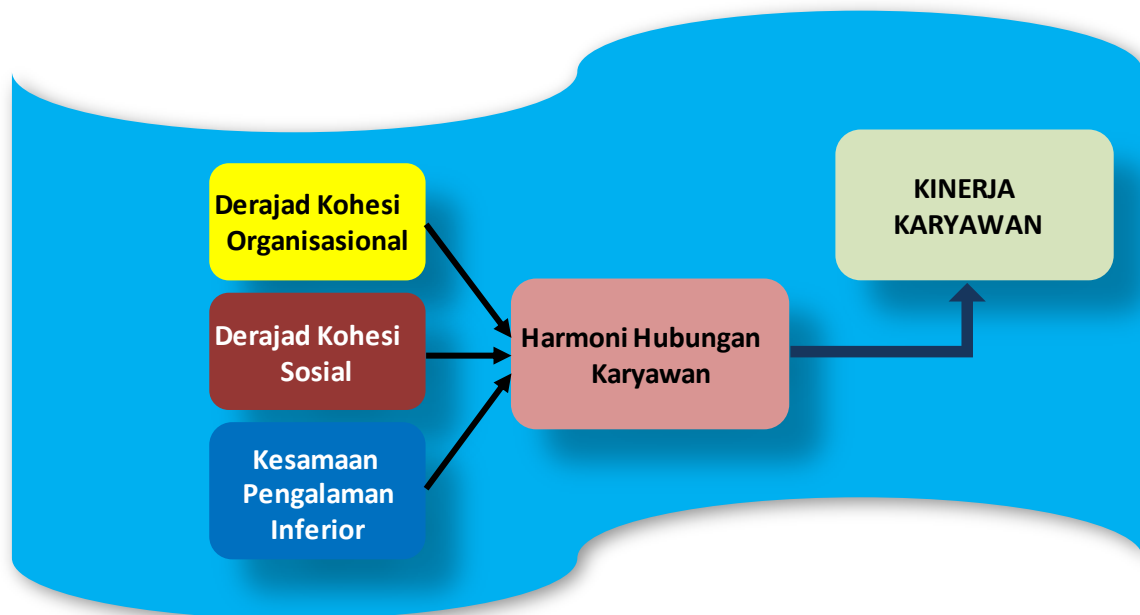 Derajad Kohesi
Organisasional
Derajad Kohesi
Sosial
Kesamaan
Pengalaman
Inferior
Harmoni Hubungan
Karyawan
KINERJA
KARYAWAN